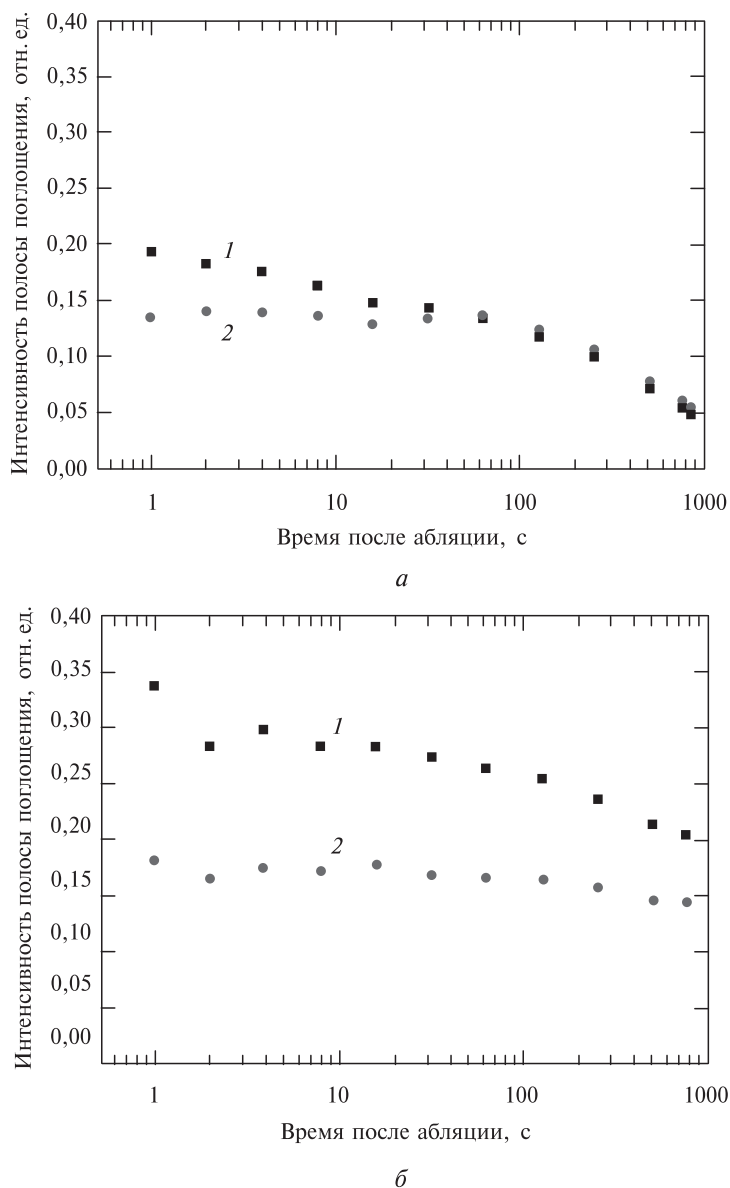 Интенсивность полосы поглощения, отн. ед.
0,40
0,35
0,30
0,25
0,20
0,15
0,10
0,05
0,00
1
2
1 10 100 1000
Время после абляции, с
а
Интенсивность полосы поглощения, отн. ед.
0,40
0,35
0,30
0,25
0,20
0,15
0,10
0,05
0,00
1
2
1 10 100 1000
Время после абляции, с
б